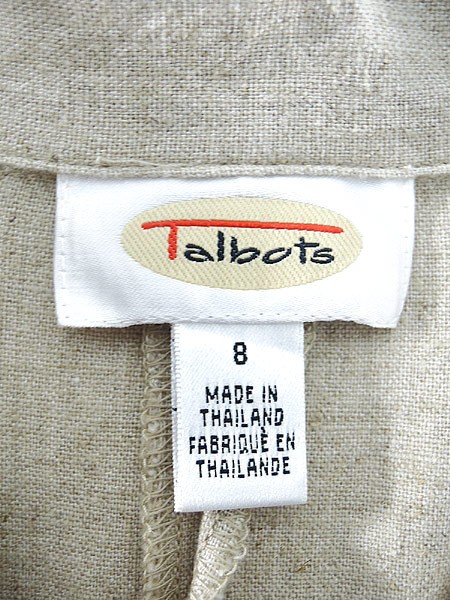 Talbots
8
MADE IN
THAILAND
FABRIQUÈ EN
THAILANDE